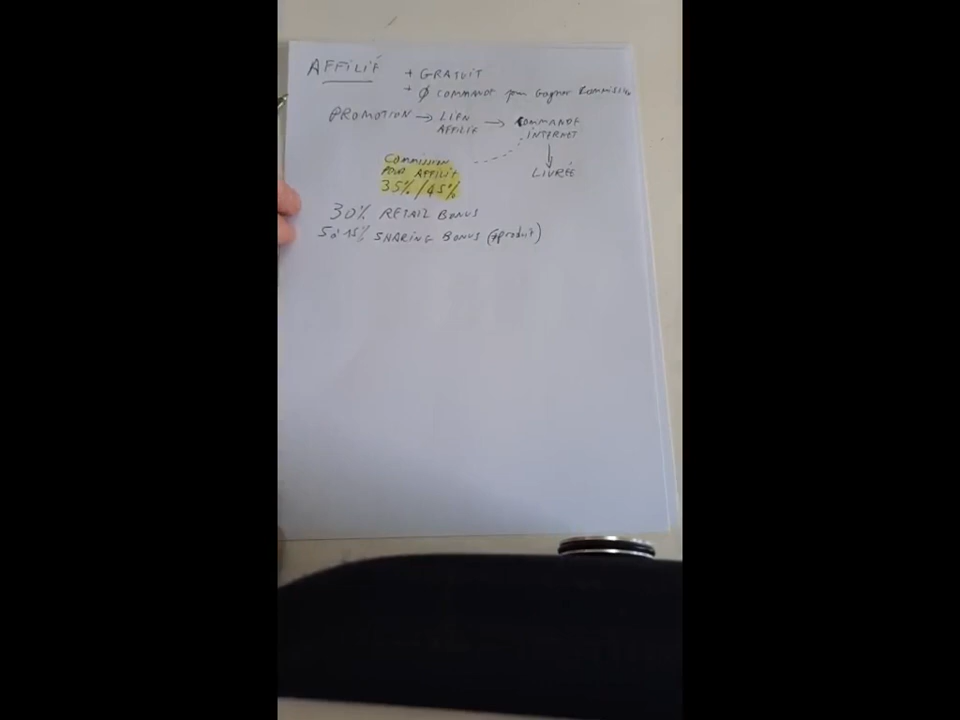 AFFILIÉ
+ GRATUIT
+ Ø COMMANDE pour Gagner Commission
PROMOTION → LIEN AFFILIÉ → COMMANDE INTERNET
↓
LIVRÉE
COMMISSION
POUR AFFILIÉ
35% / 45%
30% RETAIL BONUS
5 à 15% SHARING BONUS (produit)